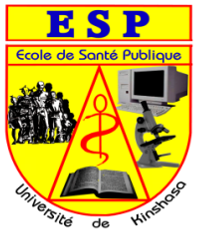 ESP
Ecole de Santé Publique
Université de Kinshasa